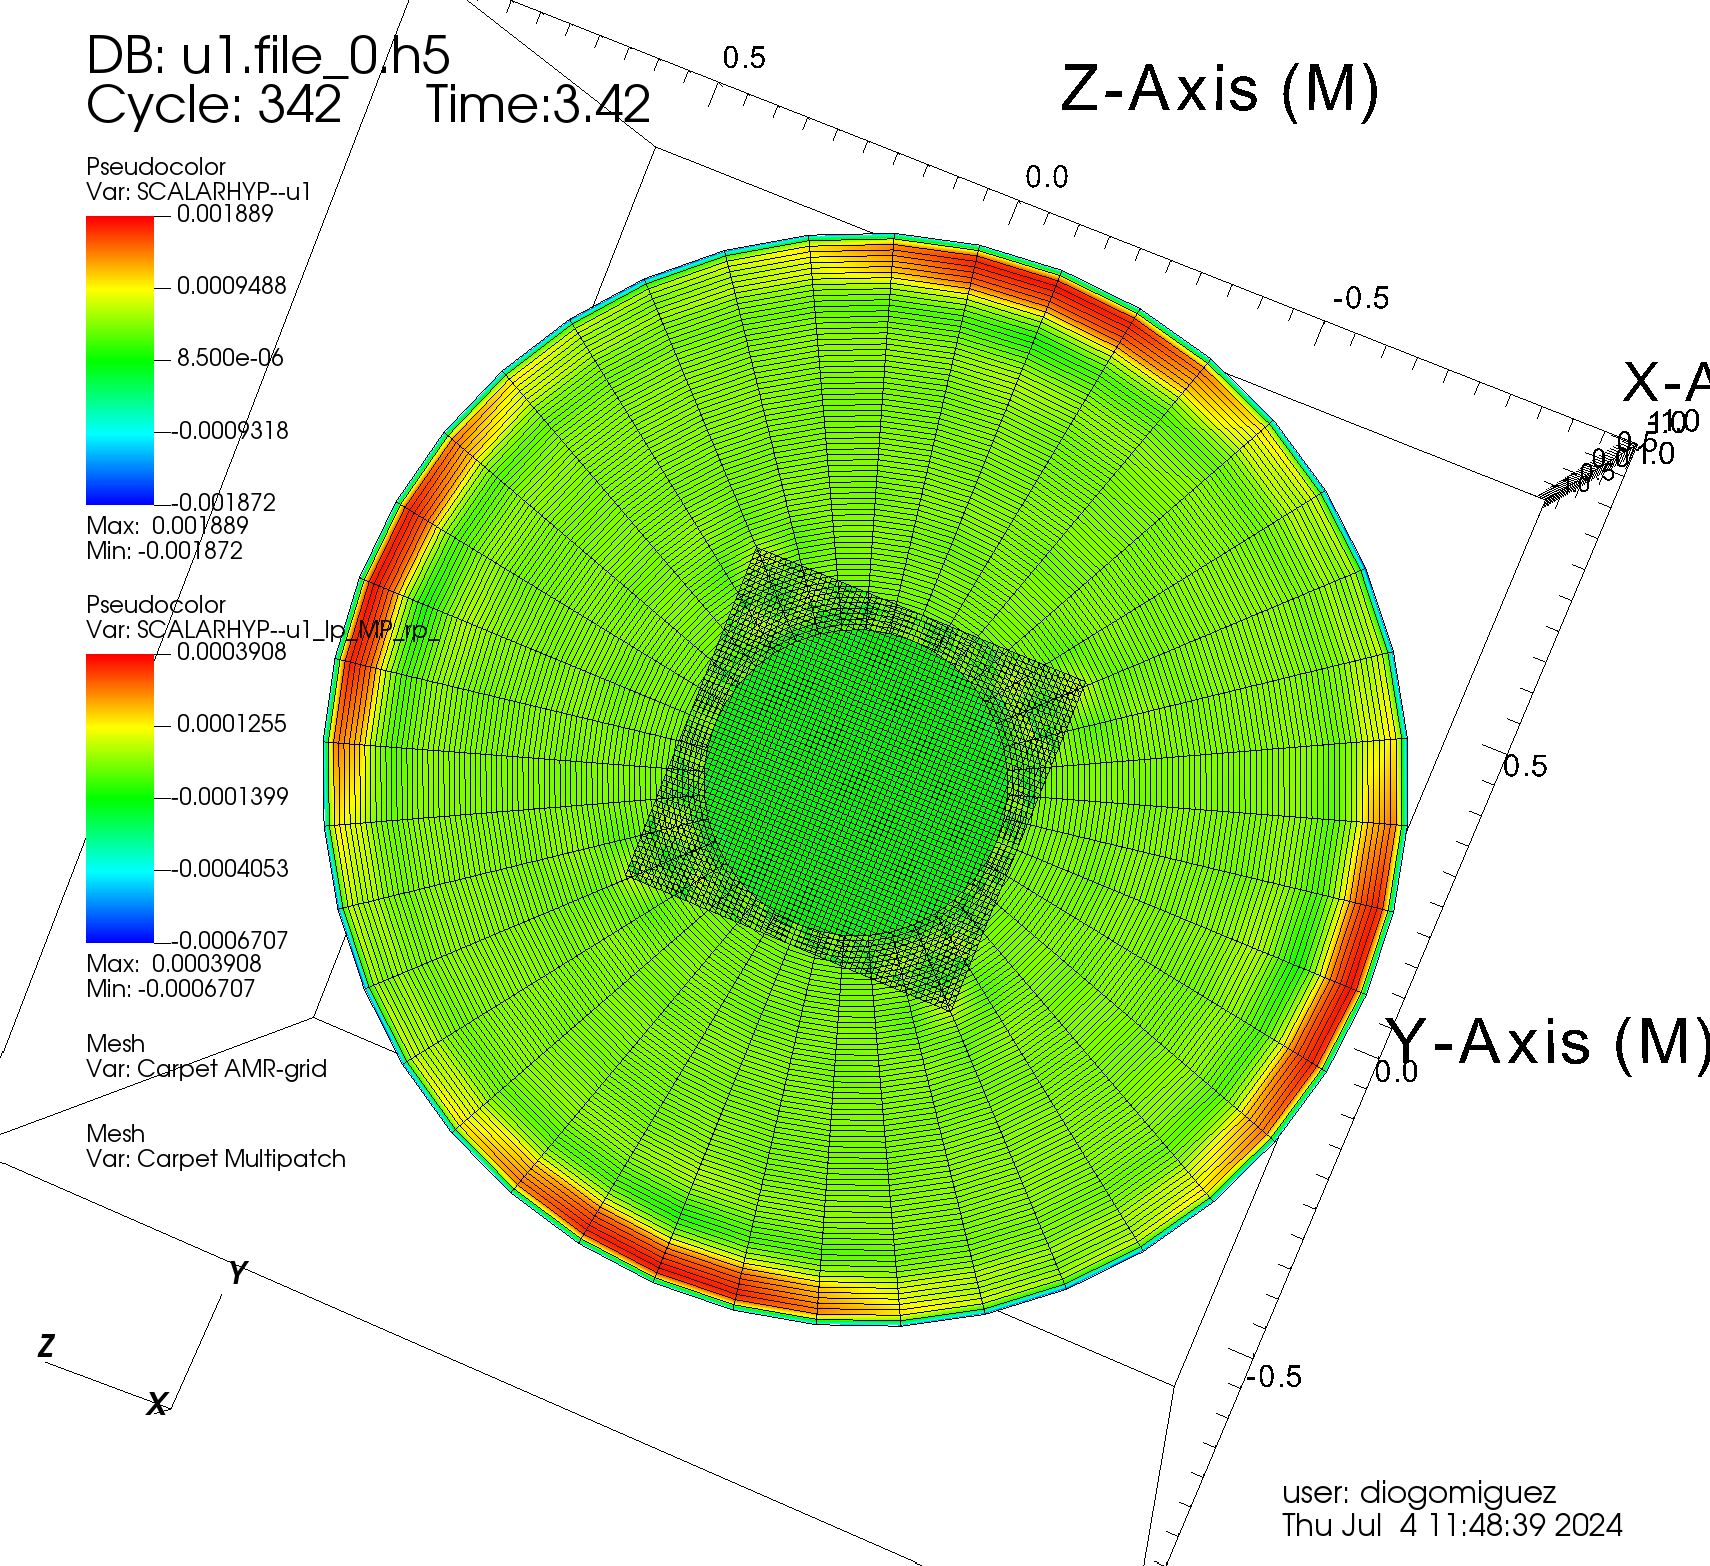 DB: u1.file_0.h5
Cycle: 342 Time:3.42
Pseudocolor
Var: SCALARHYP--u1
0.001889
0.0009488
8.500e-06
-0.0009318
-0.001872
Max: 0.001889
Min: -0.001872
Pseudocolor
Var: SCALARHYP--u1_lp_MP_rp_
0.0003908
0.0001255
-0.0001399
-0.0004053
-0.0006707
Max: 0.0003908
Min: -0.0006707
Mesh
Var: Carpet AMR-grid
Mesh
Var: Carpet Multipatch
Z-Axis (M)
0.5
0.0
-0.5
X-A
0.5
Y-Axis (M)
0.0
-0.5
Y
Z
X
user: diogomiguez
Thu Jul 4 11:48:39 2024